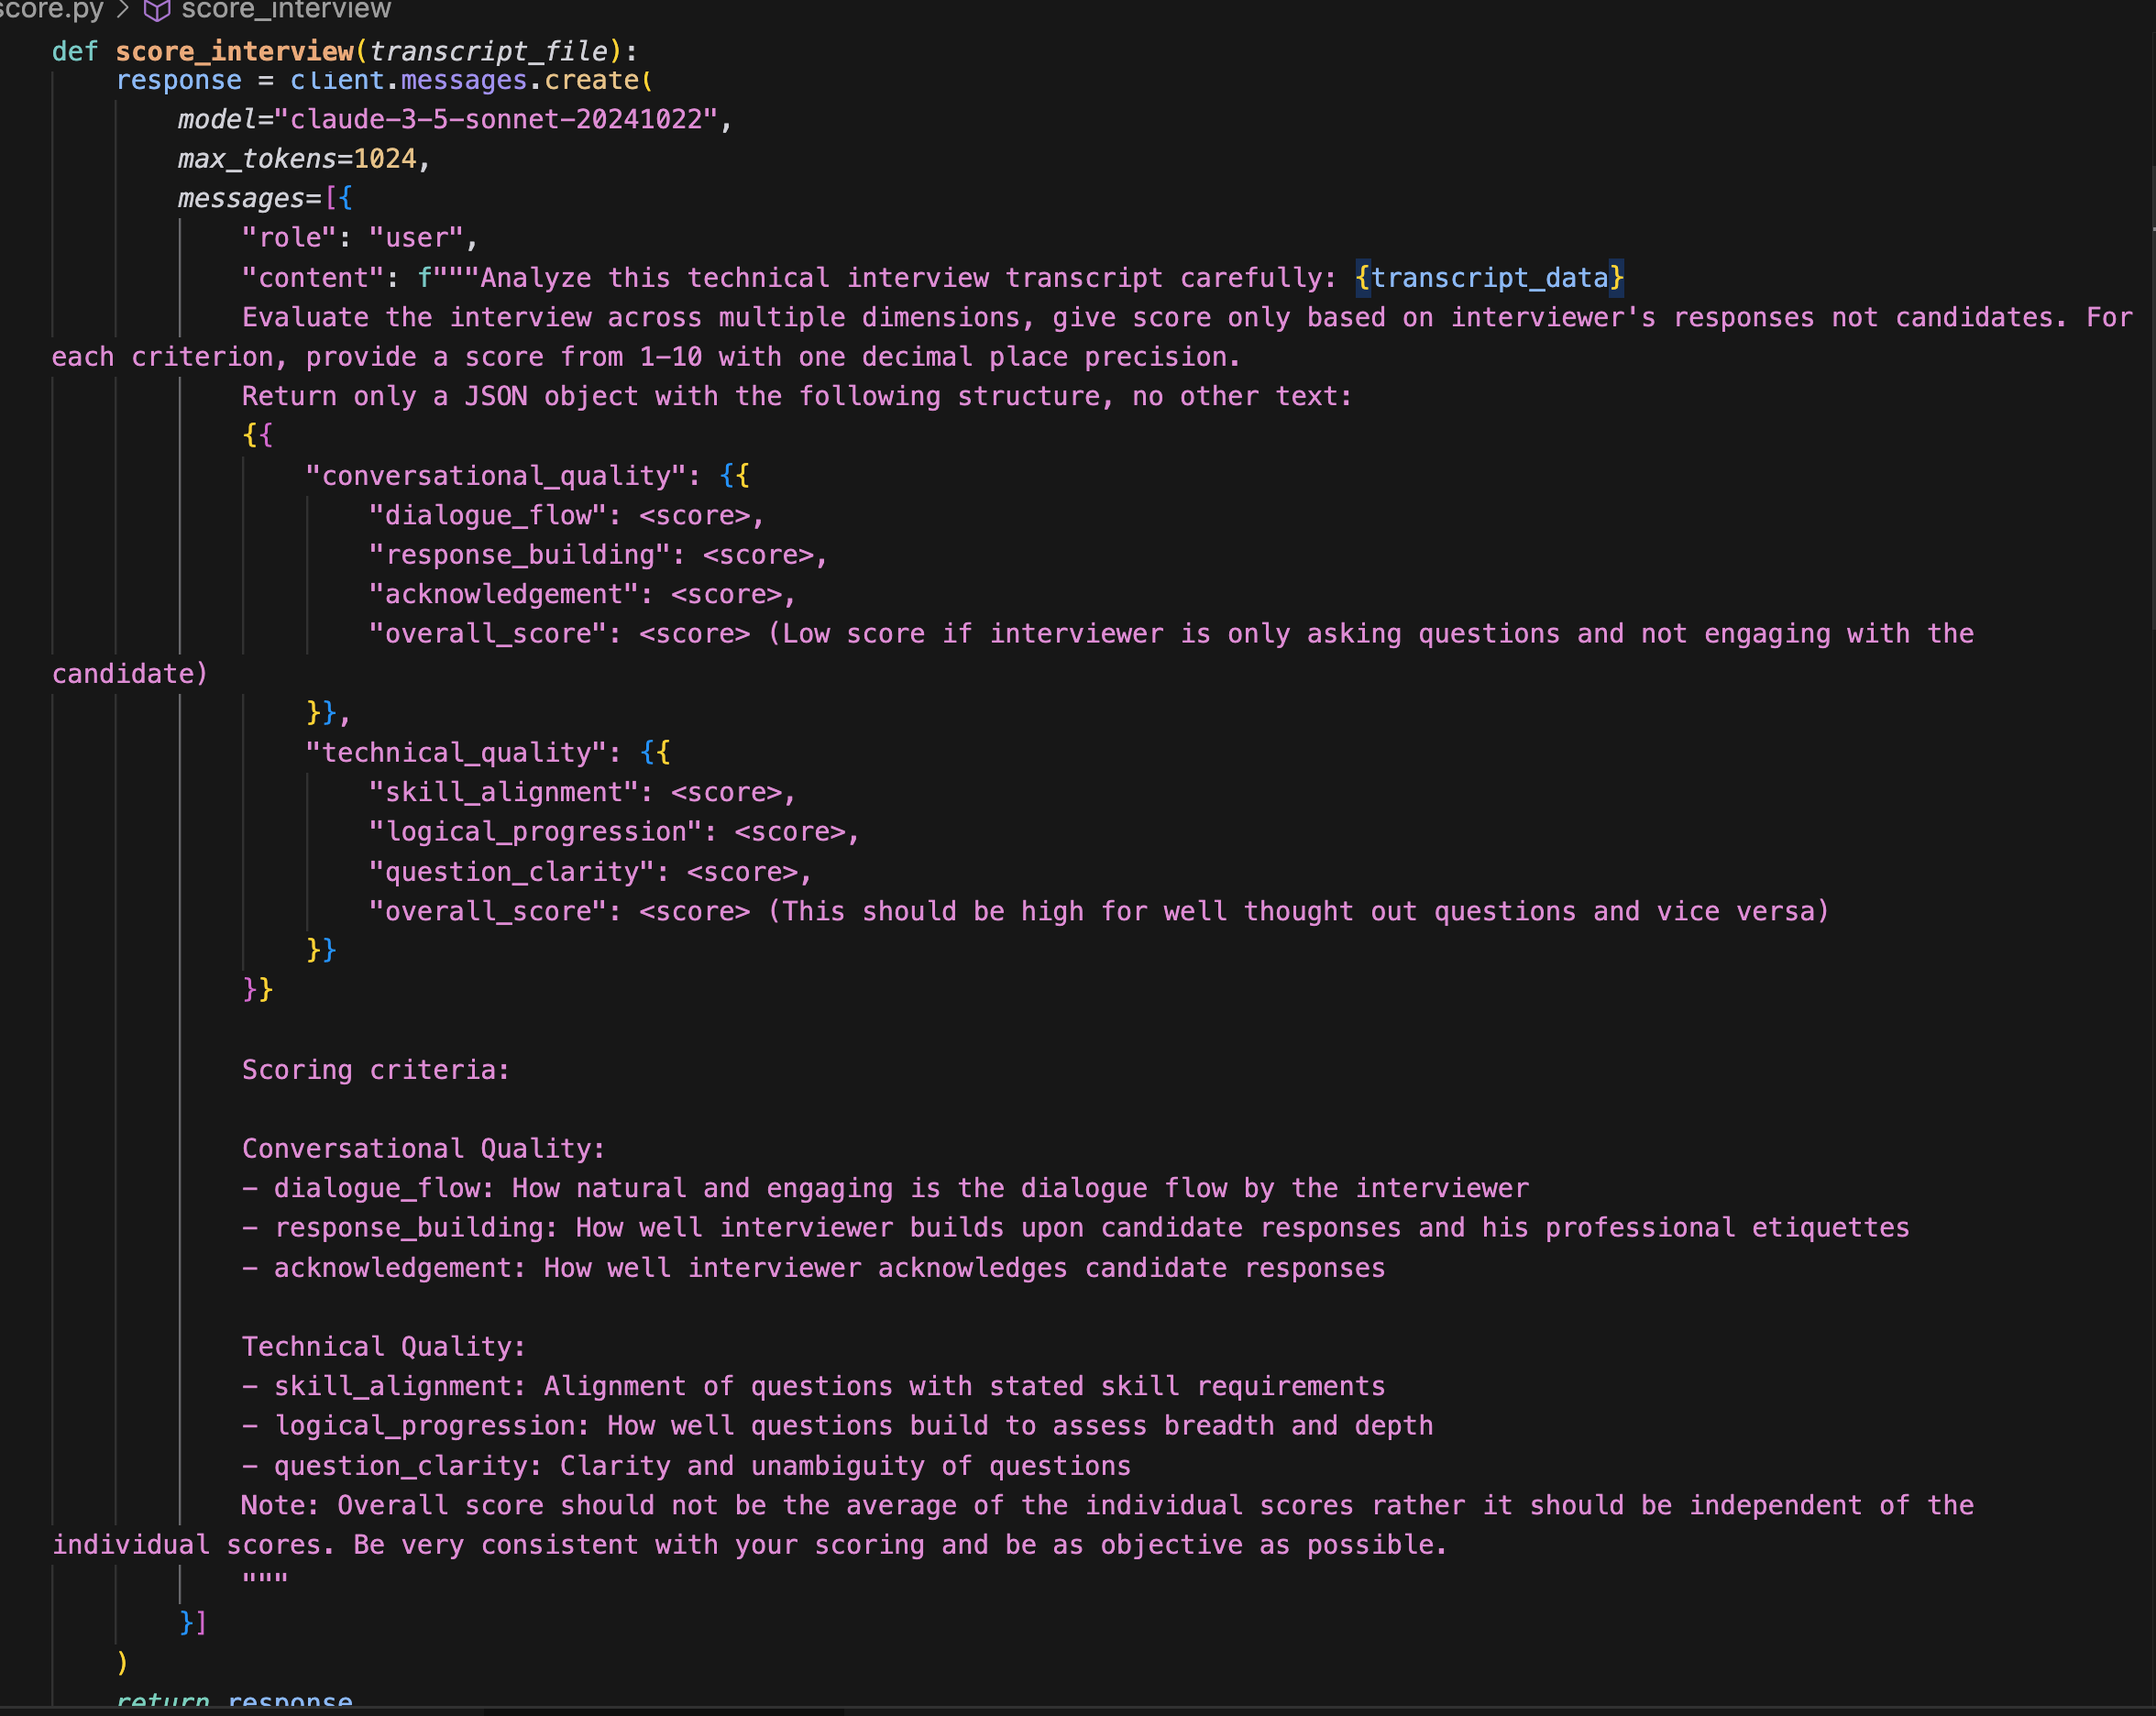 score.py > score_interview
def score_interview(transcript_file):
response = client.messages.create(
model="claude-3-5-sonnet-20241022",
max_tokens=1024,
messages=[{
"role": "user",
"content": f"""Analyze this technical interview transcript carefully: {transcript_data}
Evaluate the interview across multiple dimensions, give score only based on interviewer's responses not candidates. For
each criterion, provide a score from 1-10 with one decimal place precision.
Return only a JSON object with the following structure, no other text:
{{
"conversational_quality": {{
"dialogue_flow": <score>,
"response_building": <score>,
"acknowledgement": <score>,
"overall_score": <score> (Low score if interviewer is only asking questions and not engaging with the
candidate)
}},
"technical_quality": {{
"skill_alignment": <score>,
"logical_progression": <score>,
"question_clarity": <score>,
"overall_score": <score> (This should be high for well thought out questions and vice versa)
}}
}}
Scoring criteria:
Conversational Quality:
- dialogue_flow: How natural and engaging is the dialogue flow by the interviewer
- response_building: How well interviewer builds upon candidate responses and his professional etiquettes
- acknowledgement: How well interviewer acknowledges candidate responses
Technical Quality:
- skill_alignment: Alignment of questions with stated skill requirements
- logical_progression: How well questions build to assess breadth and depth
- question_clarity: Clarity and unambiguity of questions
Note: Overall score should not be the average of the individual scores rather it should be independent of the
individual scores. Be very consistent with your scoring and be as objective as possible.
"""
}]
)
return response